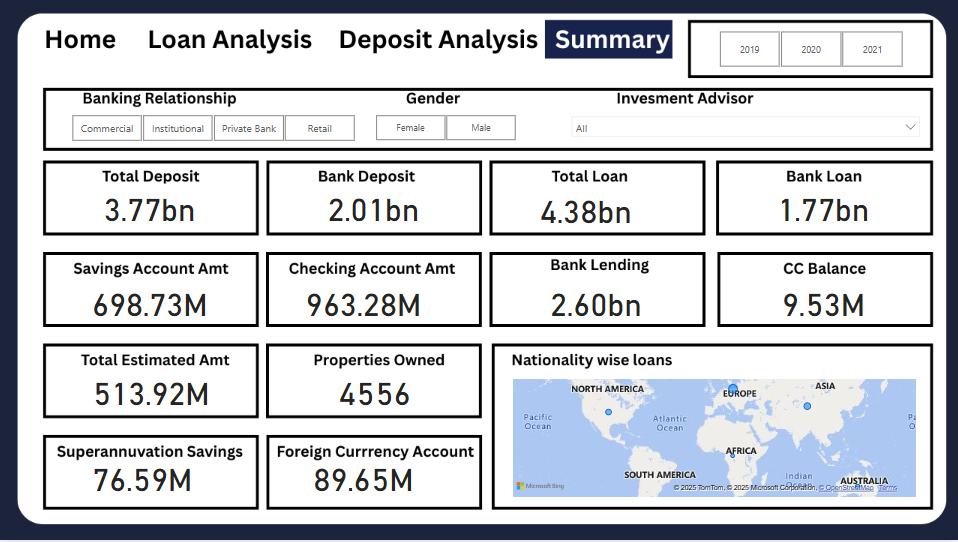 Home Loan Analysis Deposit Analysis Summary
2019 2020 2021
Banking Relationship Gender Invesment Advisor
Commercial Institutional Private Bank Retail Female Male All
Total Deposit Bank Deposit Total Loan Bank Loan
3.77bn 2.01bn 4.38bn 1.77bn
Savings Account Amt Checking Account Amt Bank Lending CC Balance
698.73M 963.28M 2.60bn 9.53M
Total Estimated Amt Properties Owned Nationality wise loans
513.92M 4556
NORTH AMERICA EUROPE ASIA
Pacific
Ocean
Atlantic
Ocean
AFRICA
SOUTH AMERICA
Indian
Ocean
AUSTRALIA
Pa
O
Microsoft Bing
© 2025 TomTom, © 2025 Microsoft Corporation, © OpenStreetMap Terms
Superannuvation Savings Foreign Currrency Account
76.59M 89.65M